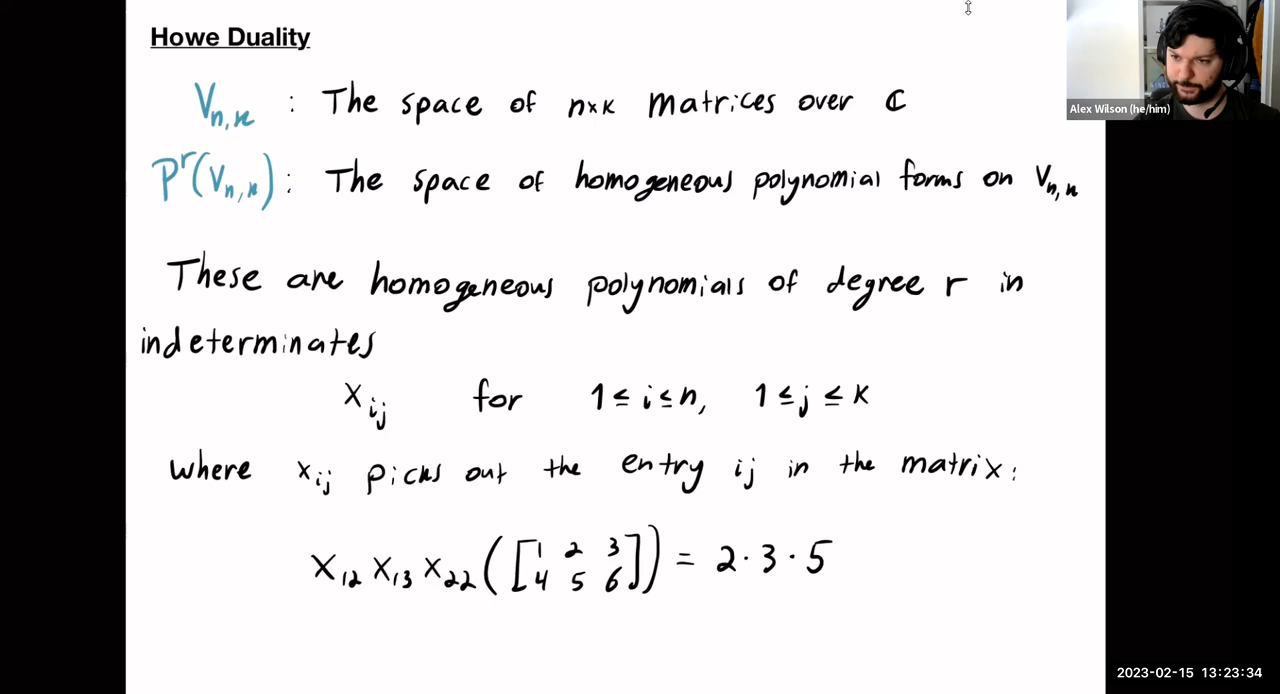 Howe Duality
V_{n,k} : The space of n×k matrices over ℂ
P^r(V_{n,k}) : The space of homogeneous polynomial forms on V_{n,k}
These are homogeneous polynomials of degree r in
indeterminates
x_{ij} for 1 ≤ i ≤ n, 1 ≤ j ≤ k
where x_{ij} picks out the entry ij in the matrix:
x_{12} x_{13} x_{22} ([1 2 3
4 5 6]) = 2·3·5
Alex Wilson (he/him)
2023-02-15 13:23:34